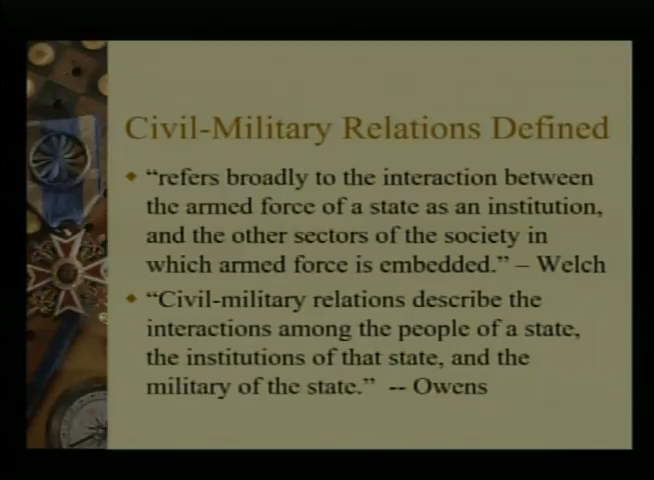 Civil-Military Relations Defined
“refers broadly to the interaction between
the armed force of a state as an institution,
and the other sectors of the society in
which armed force is embedded.” – Welch
“Civil-military relations describe the
interactions among the people of a state,
the institutions of that state, and the
military of the state.” -- Owens